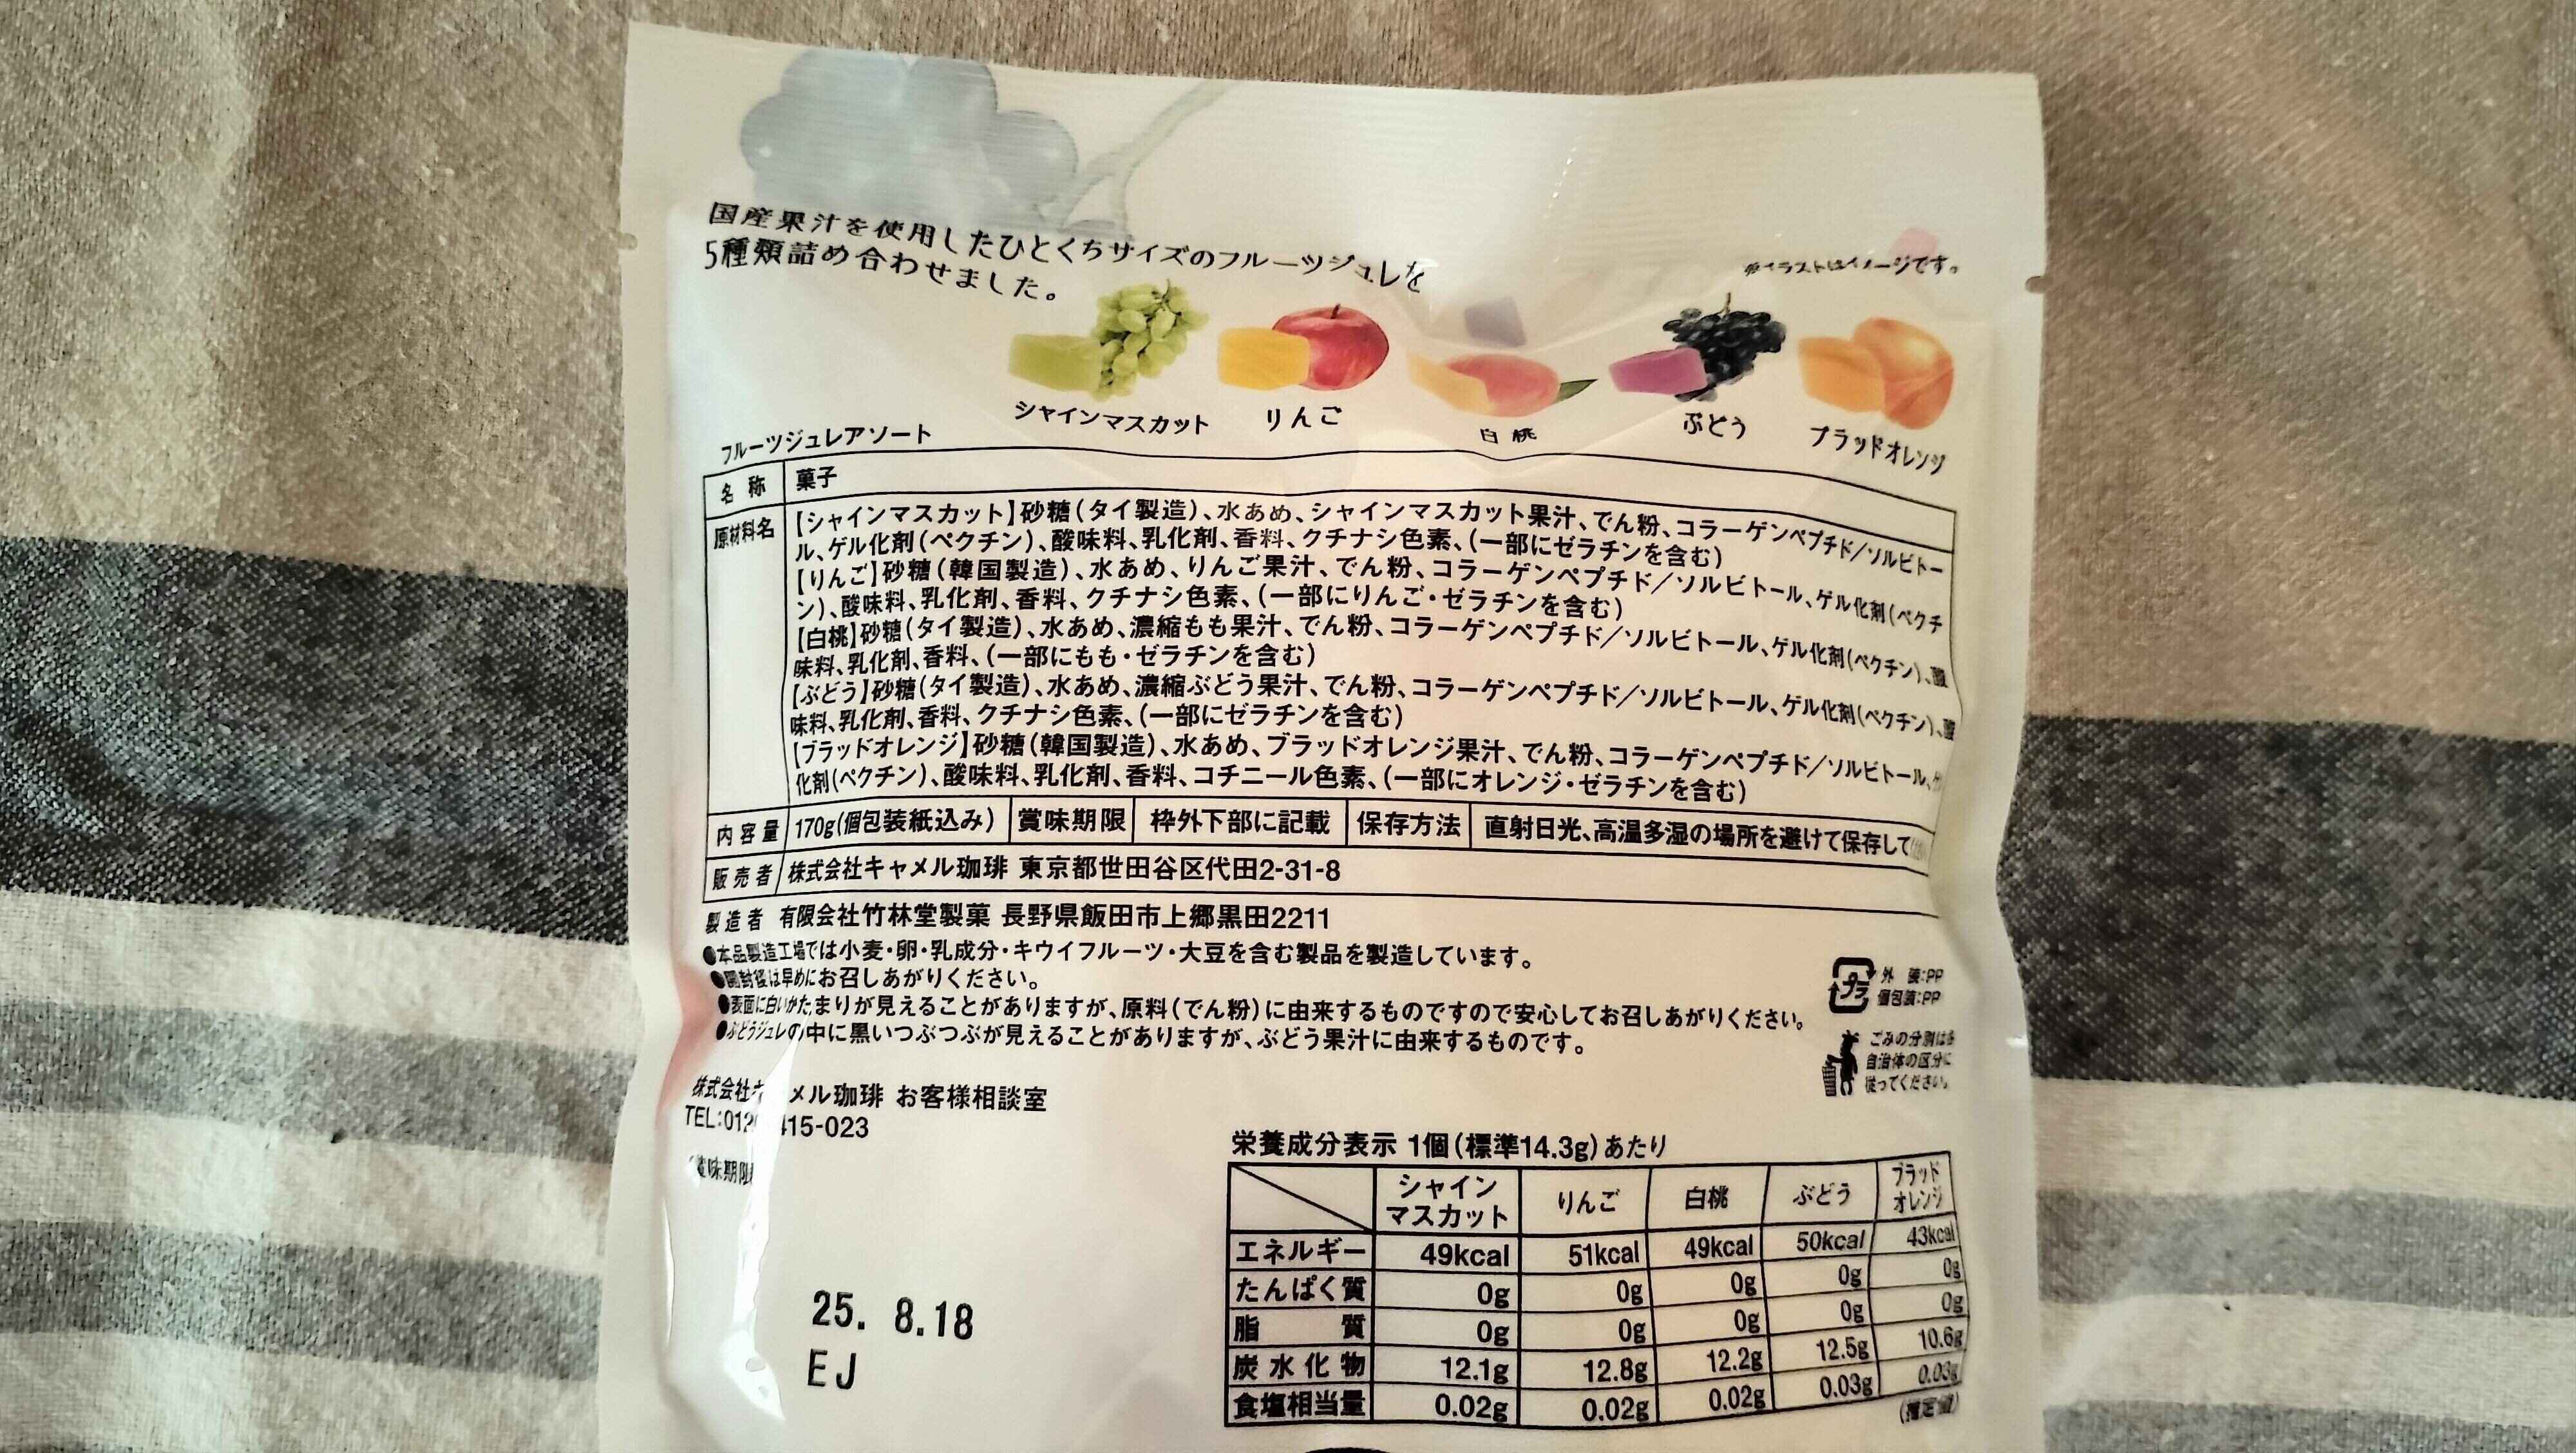 国産果汁を使用したひとくちサイズのフルーツジュレを
5種類詰め合わせました。
※イラストはイメージです。
シャインマスカット
りんご
白桃
ぶどう
ブラッドオレンジ
フルーツジュレアソート
名称 菓子
原材料名 【シャインマスカット】砂糖(タイ製造)、水あめ、シャインマスカット果汁、でん粉、コラーゲンペプチド/ソルビトー
ル、ゲル化剤(ペクチン)、酸味料、乳化剤、香料、クチナシ色素、(一部にゼラチンを含む)
【りんご】砂糖(韓国製造)、水あめ、りんご果汁、でん粉、コラーゲンペプチド/ソルビトール、ゲル化剤(ペクチ
ン)、酸味料、乳化剤、香料、クチナシ色素、(一部にりんご・ゼラチンを含む)
【白桃】砂糖(タイ製造)、水あめ、濃縮もも果汁、でん粉、コラーゲンペプチド/ソルビトール、ゲル化剤(ペクチン)、酸
味料、乳化剤、香料、(一部にもも・ゼラチンを含む)
【ぶどう】砂糖(タイ製造)、水あめ、濃縮ぶどう果汁、でん粉、コラーゲンペプチド/ソルビトール、ゲル化剤(ペクチン)、酸
味料、乳化剤、香料、クチナシ色素、(一部にゼラチンを含む)
【ブラッドオレンジ】砂糖(韓国製造)、水あめ、ブラッドオレンジ果汁、でん粉、コラーゲンペプチド/ソルビトール、ゲ
化剤(ペクチン)、酸味料、乳化剤、香料、コチニール色素、(一部にオレンジ・ゼラチンを含む)
内容量 170g(個包装紙込み) 賞味期限 枠外下部に記載 保存方法 直射日光、高温多湿の場所を避けて保存して
販売者 株式会社キャメル珈琲 東京都世田谷区代田2-31-8
製造者 有限会社竹林堂製菓 長野県飯田市上郷黒田2211
●本品製造工場では小麦・卵・乳成分・キウイフルーツ・大豆を含む製品を製造しています。
●開封後は早めにお召しあがりください。
●表面に白いかたまりが見えることがありますが、原料(でん粉)に由来するものですので安心してお召しあがりください。
●ぶどうジュレの中に黒いつぶつぶが見えることがありますが、ぶどう果汁に由来するものです。
プラ
外 装:PP
個包装:PP
ごみの分別は各
自治体の区分に
従ってください。
株式会社キャメル珈琲 お客様相談室
TEL:012 415-023
賞味期限
25. 8.18
EJ
栄養成分表示 1個(標準14.3g)あたり
シャインマスカット りんご 白桃 ぶどう ブラッドオレンジ
エネルギー 49kcal 51kcal 49kcal 50kcal 43kcal
たんぱく質 0g 0g 0g 0g 0g
脂質 0g 0g 0g 0g 0g
炭水化物 12.1g 12.8g 12.2g 12.5g 10.6g
食塩相当量 0.02g 0.02g 0.02g 0.03g 0.03g
(推定値)